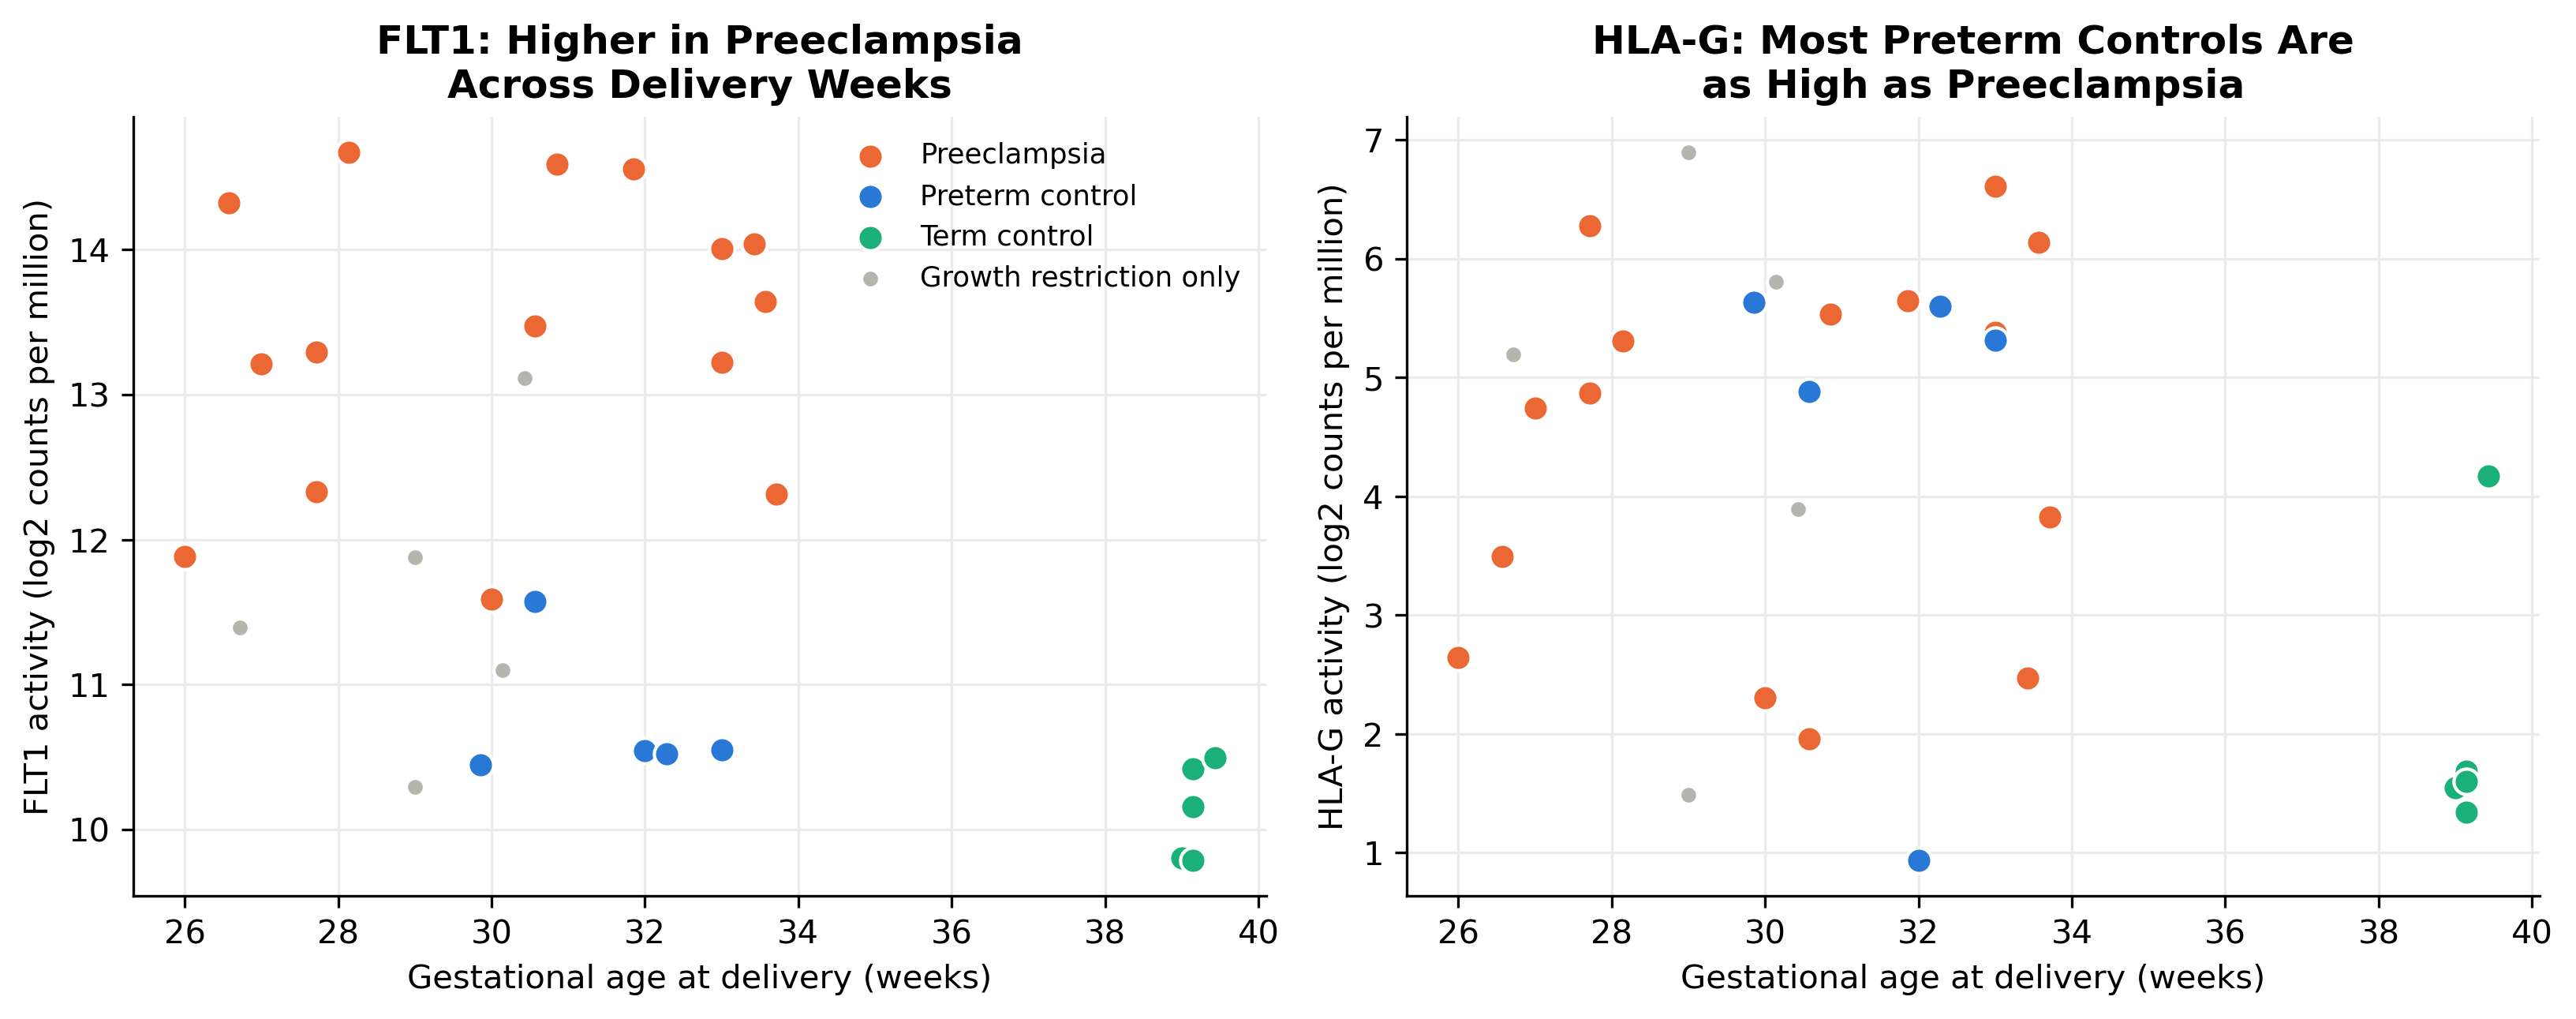 FLT1: Higher in Preeclampsia
Across Delivery Weeks
FLT1 activity (log2 counts per million)
14
13
12
11
10
Preeclampsia
Preterm control
Term control
Growth restriction only
26 28 30 32 34 36 38 40
Gestational age at delivery (weeks)
HLA-G: Most Preterm Controls Are
as High as Preeclampsia
HLA-G activity (log2 counts per million)
7
6
5
4
3
2
1
26 28 30 32 34 36 38 40
Gestational age at delivery (weeks)